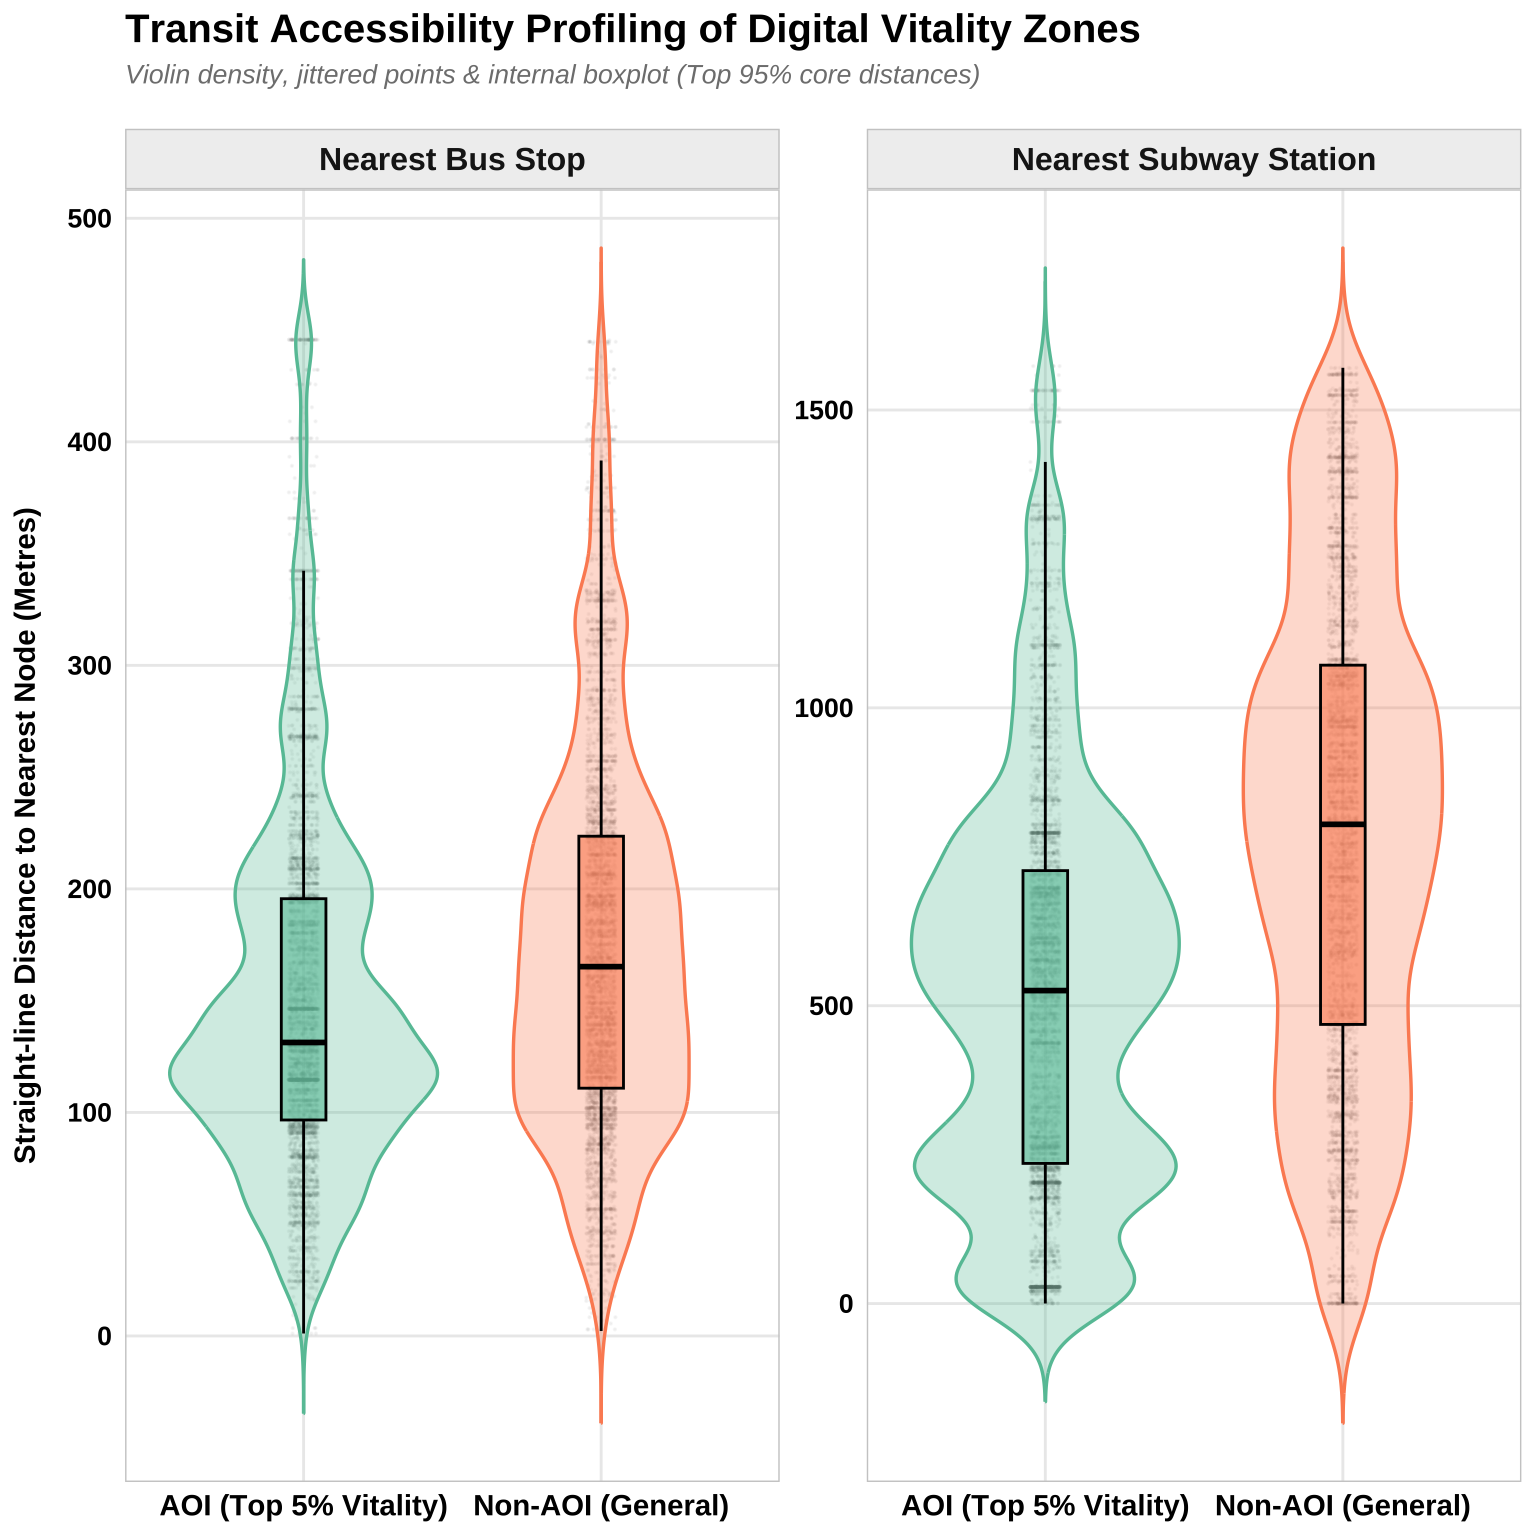 Transit Accessibility Profiling of Digital Vitality Zones
Violin density, jittered points & internal boxplot (Top 95% core distances)
Nearest Bus Stop
Nearest Subway Station
Straight-line Distance to Nearest Node (Metres)
500
400
300
200
100
0
1500
1000
500
0
AOI (Top 5% Vitality)
Non-AOI (General)
AOI (Top 5% Vitality)
Non-AOI (General)